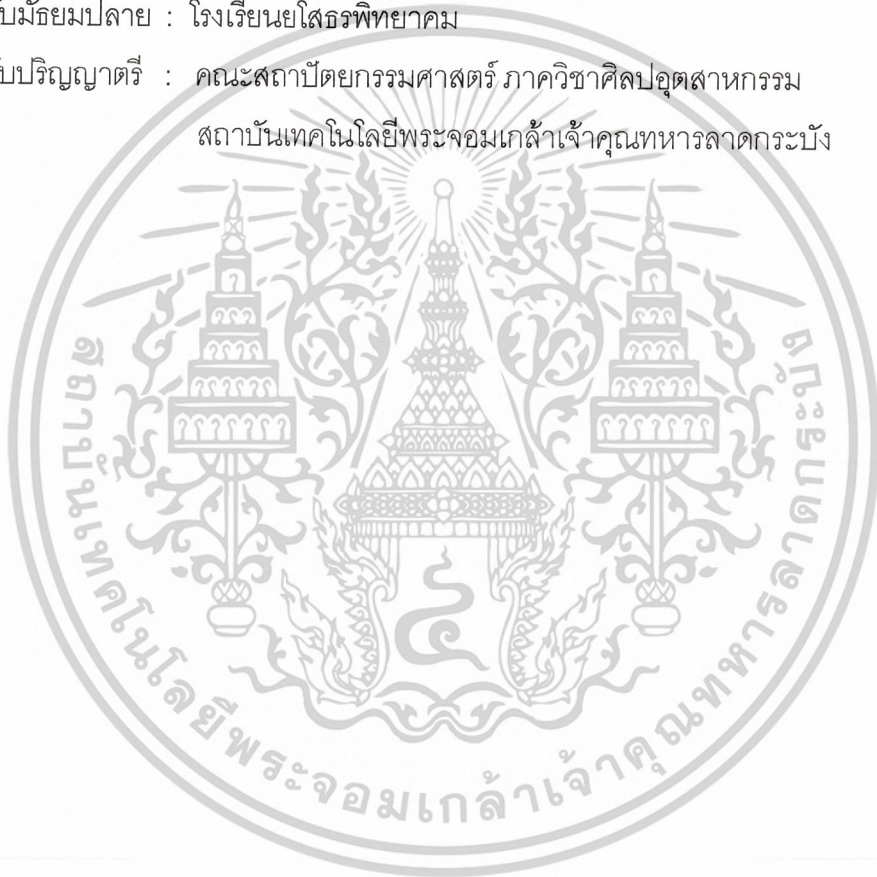 บมัธยมปลาย : โรงเรียนยโสธรพิทยาคม
บปริญญาตรี : คณะสถาปัตยกรรมศาสตร์ ภาควิชาศิลปอุตสาหกรรม
สถาบันเทคโนโลยีพระจอมเกล้าเจ้าคุณทหารลาดกระบัง
สถาบันเทคโนโลยีพระจอมเกล้าเจ้าคุณทหารลาดกระบัง
๔